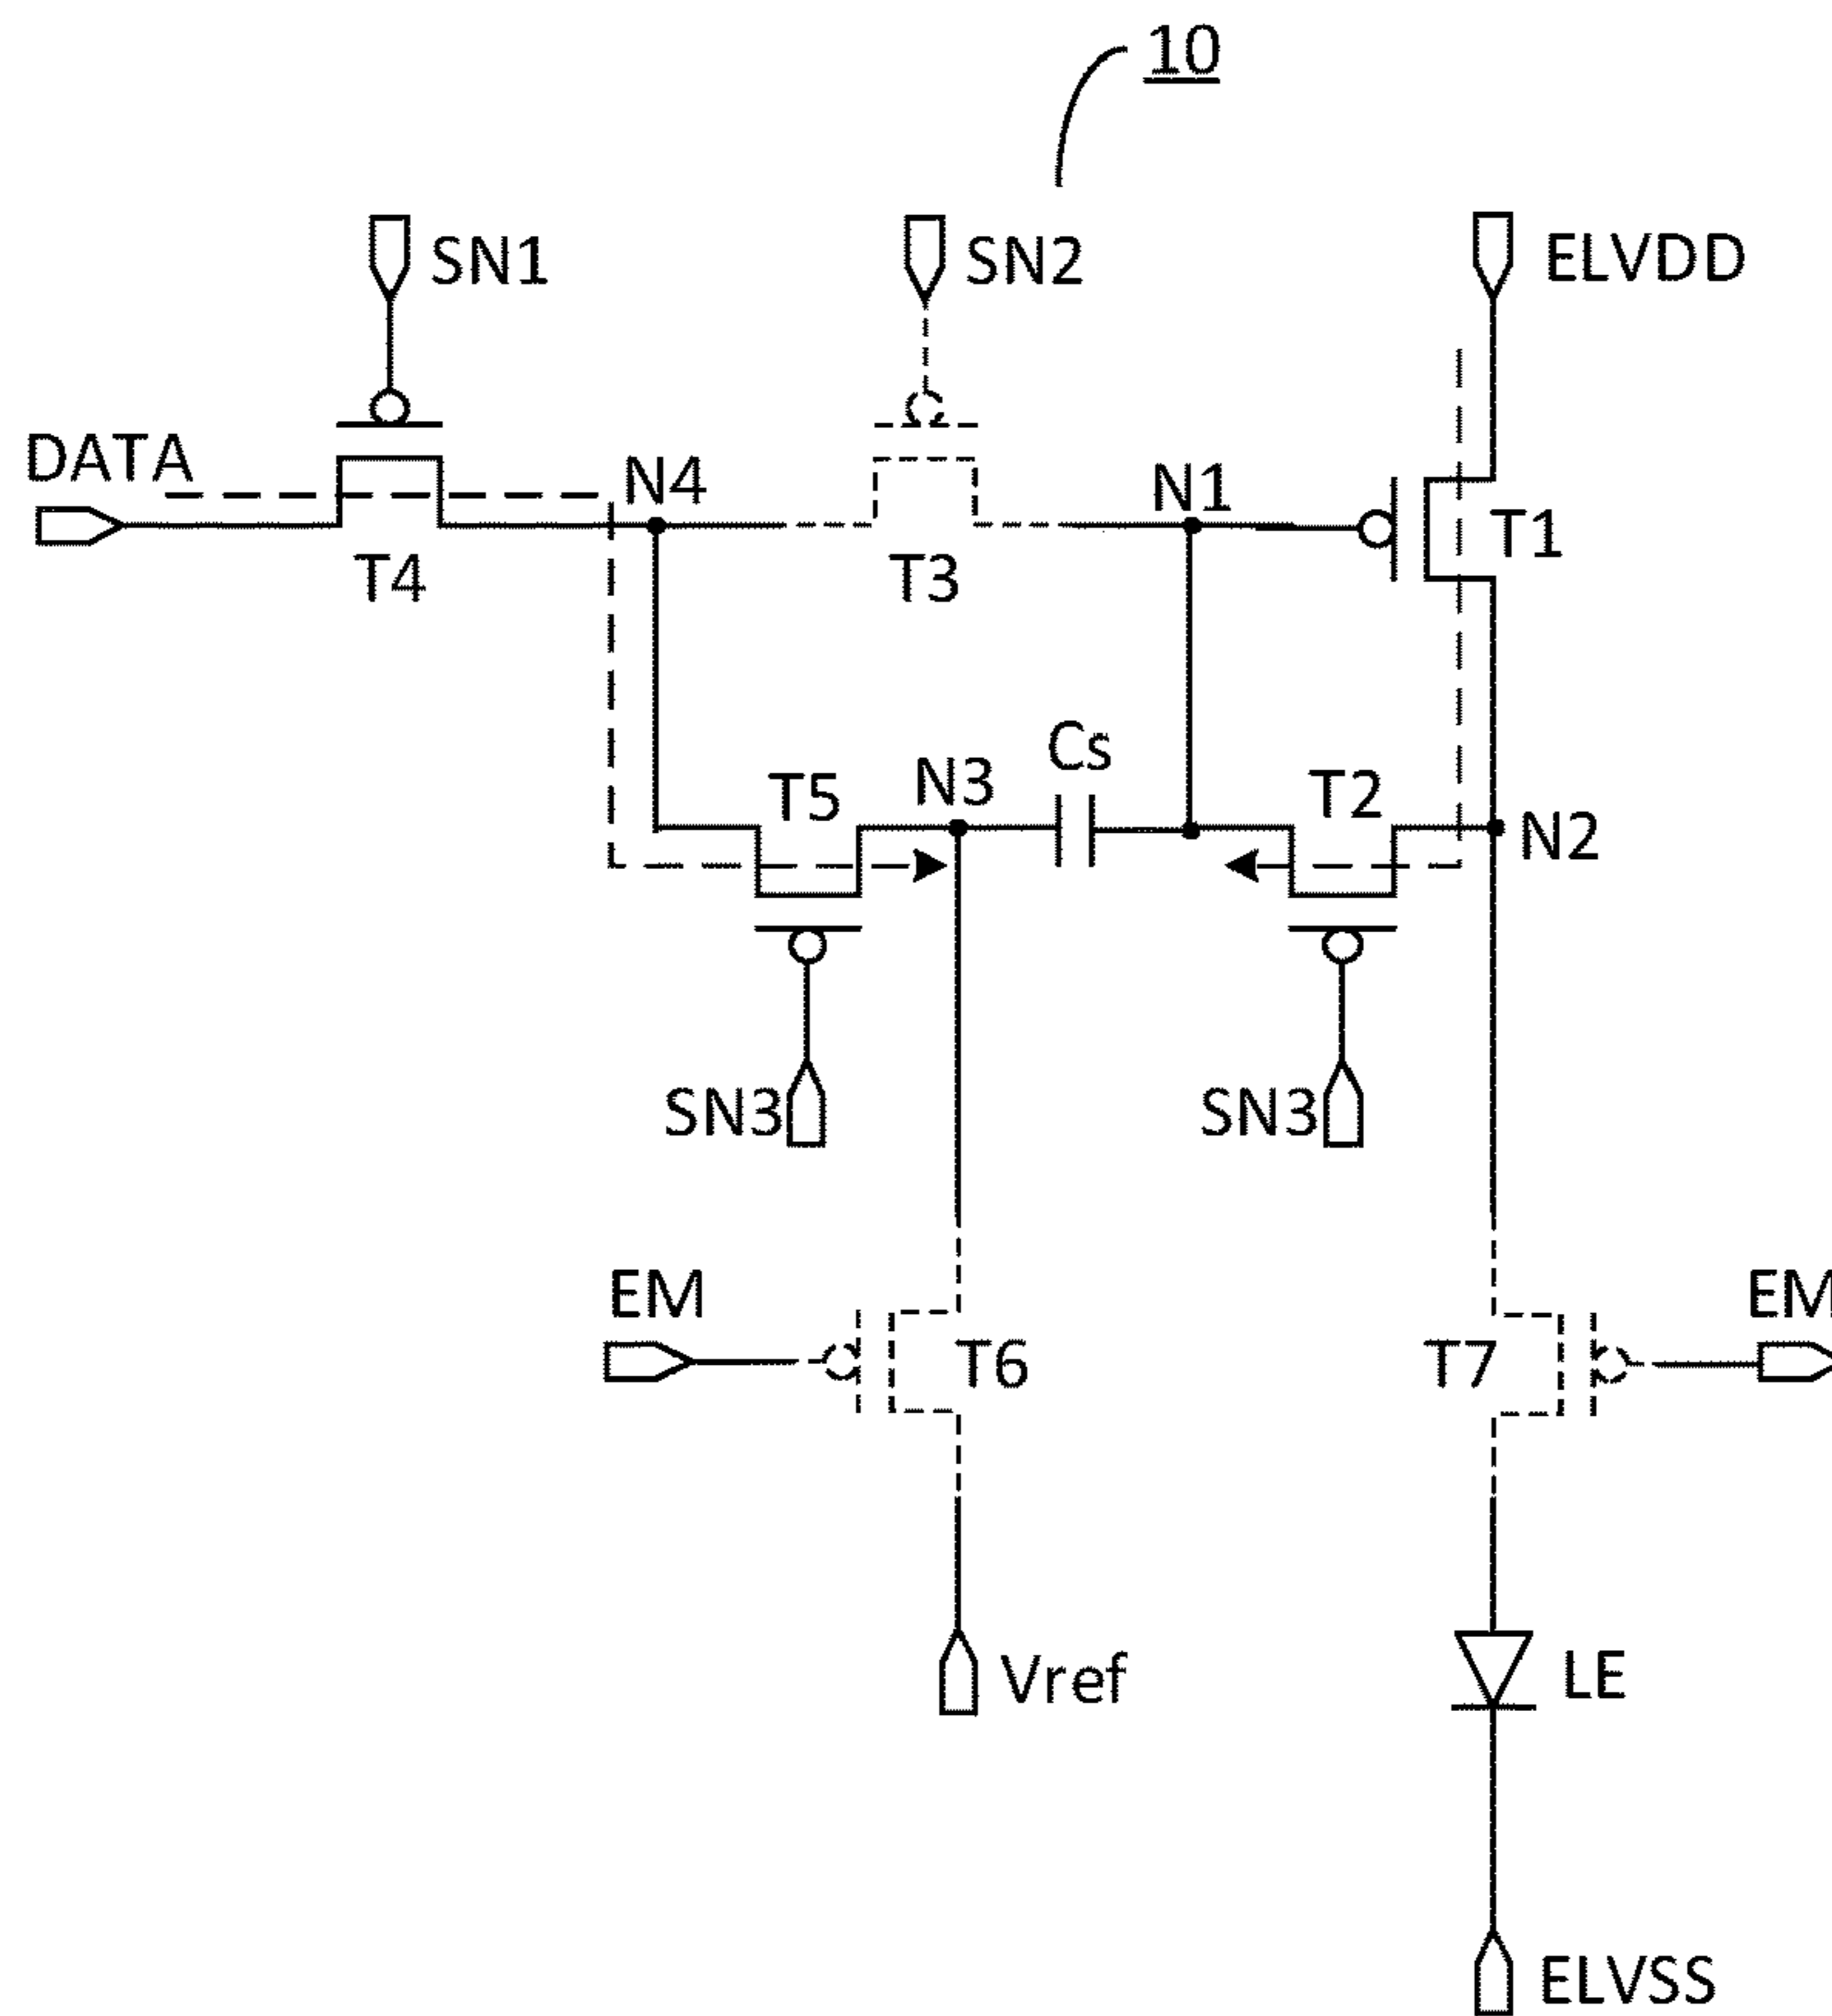 10
SN1
SN2
ELVDD
DATA
N4
N1
T4
T3
T1
Cs
T5
N3
T2
N2
SN3
SN3
EM
EM
T6
T7
Vref
LE
ELVSS